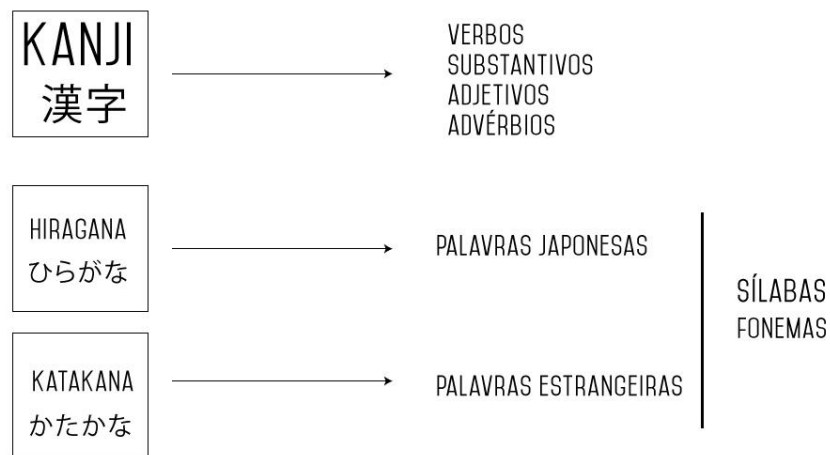 KANJI
漢字
VERBOS
SUBSTANTIVOS
ADJETIVOS
ADVÉRBIOS
HIRAGANA
ひらがな
PALAVRAS JAPONESAS
KATAKANA
かたかな
PALAVRAS ESTRANGEIRAS
SÍLABAS
FONEMAS